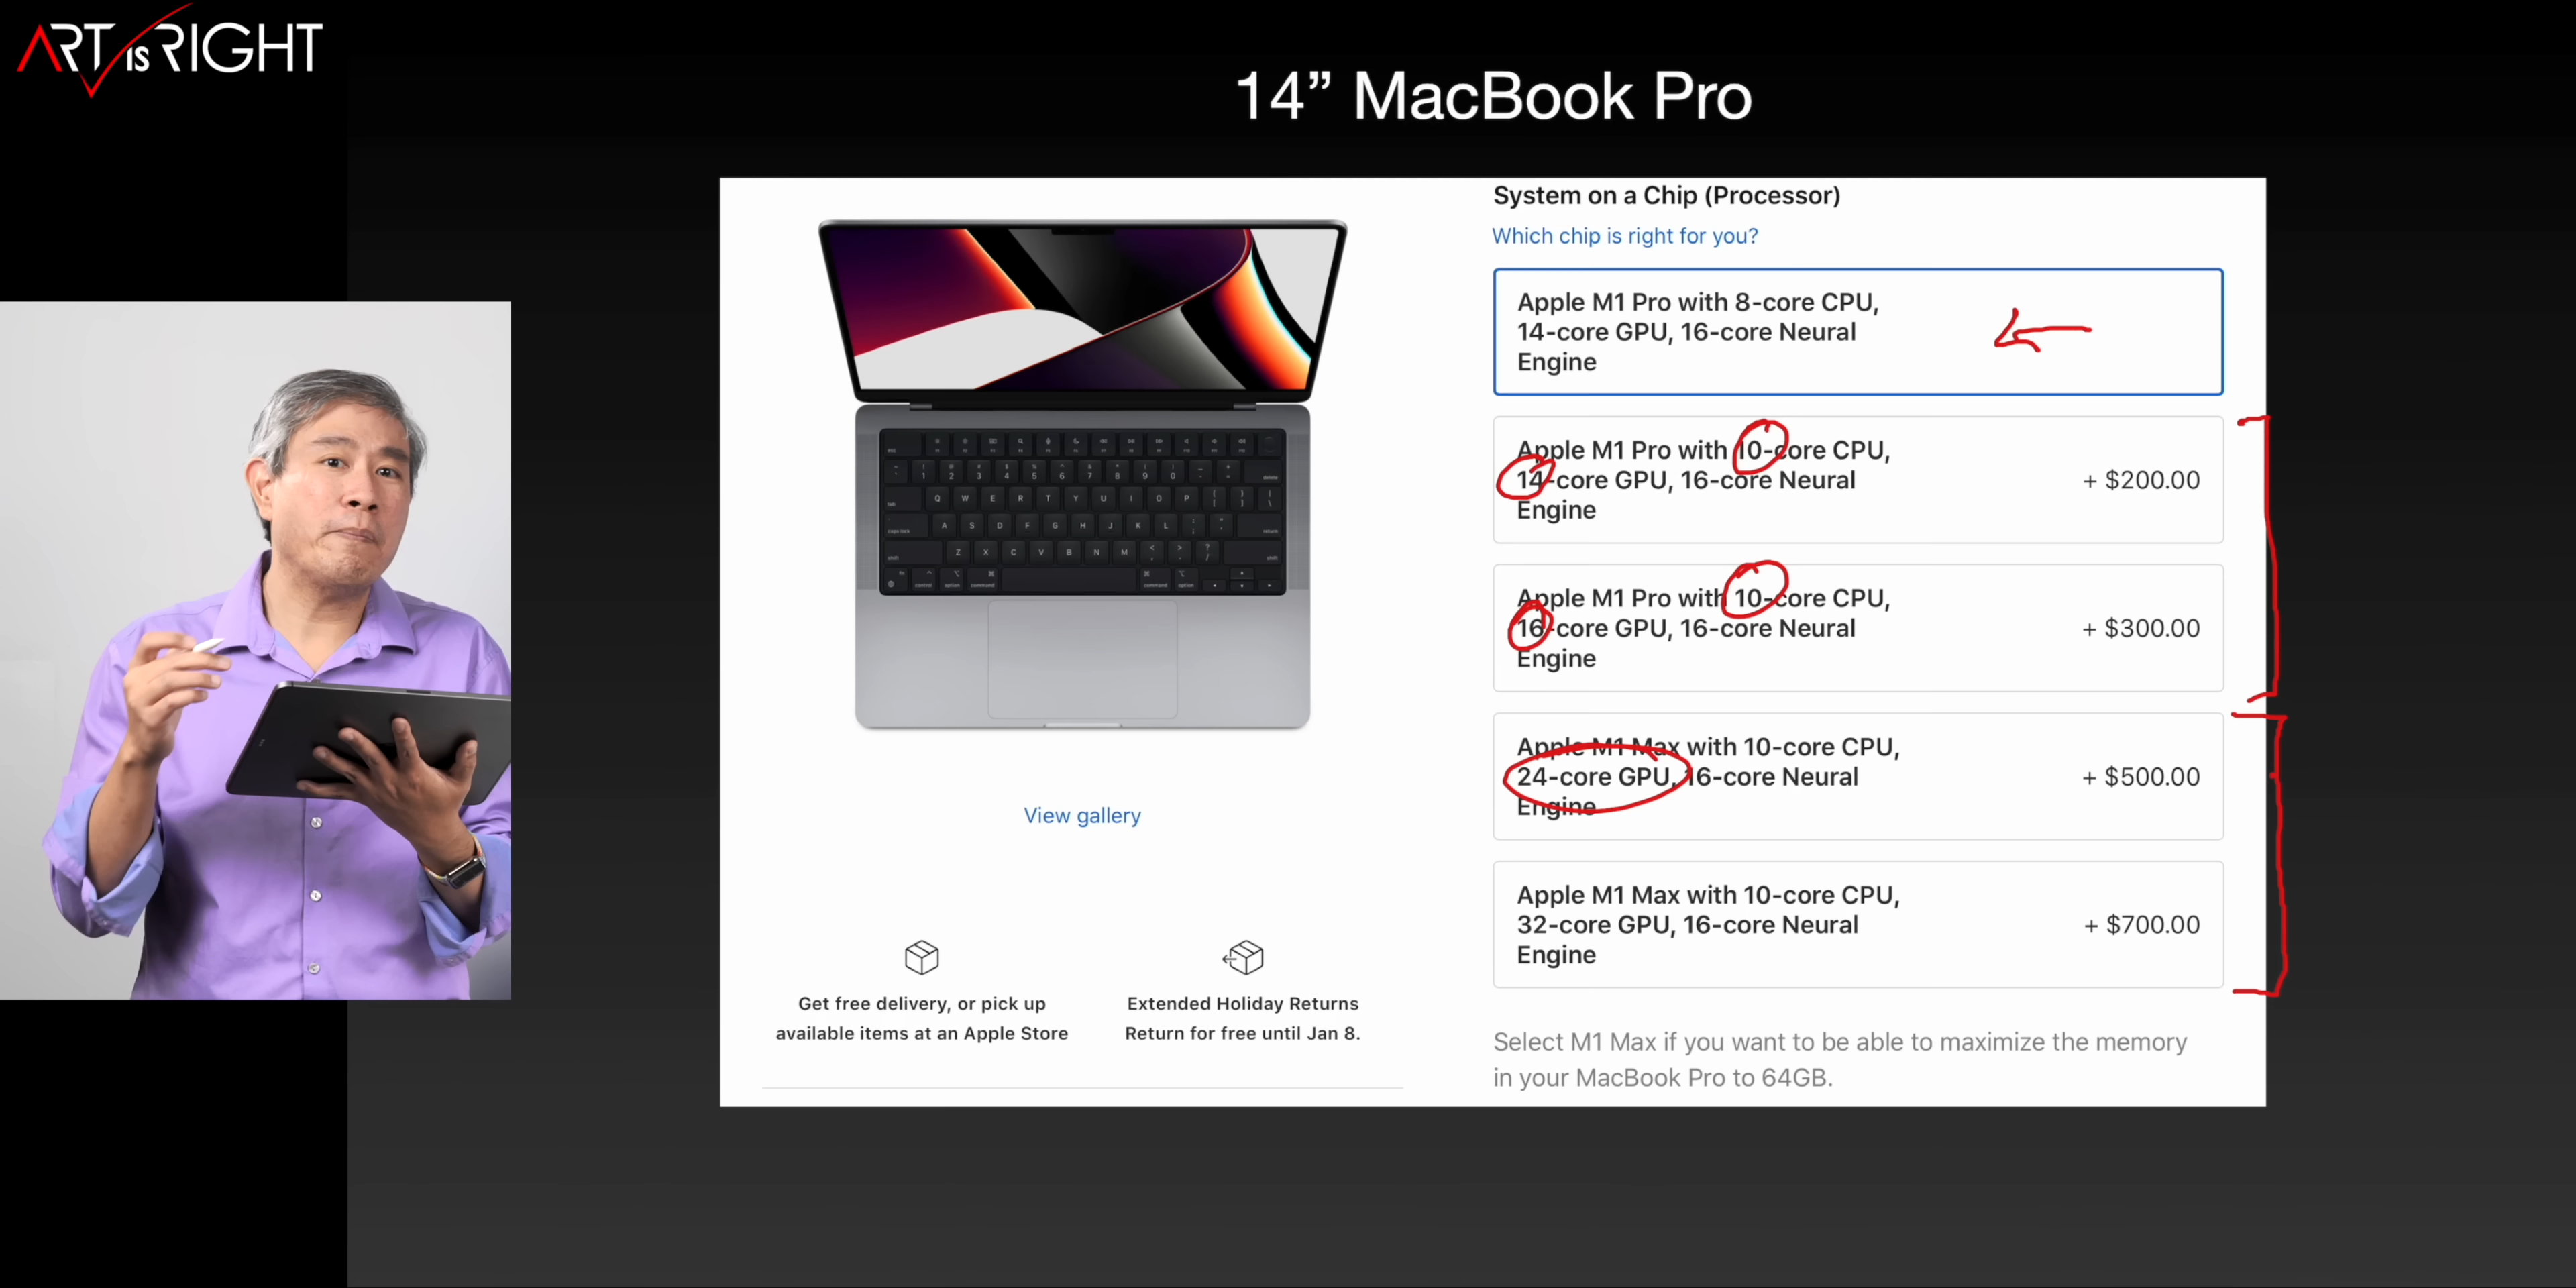 ART IS RIGHT
14” MacBook Pro
System on a Chip (Processor)
Which chip is right for you?
Apple M1 Pro with 8-core CPU,
14-core GPU, 16-core Neural
Engine
Apple M1 Pro with 10-core CPU,
14-core GPU, 16-core Neural
Engine
+ $200.00
Apple M1 Pro with 10-core CPU,
16-core GPU, 16-core Neural
Engine
+ $300.00
Apple M1 Max with 10-core CPU,
24-core GPU, 16-core Neural
Engine
+ $500.00
Apple M1 Max with 10-core CPU,
32-core GPU, 16-core Neural
Engine
+ $700.00
Select M1 Max if you want to be able to maximize the memory
in your MacBook Pro to 64GB.
View gallery
Get free delivery, or pick up
available items at an Apple Store
Extended Holiday Returns
Return for free until Jan 8.